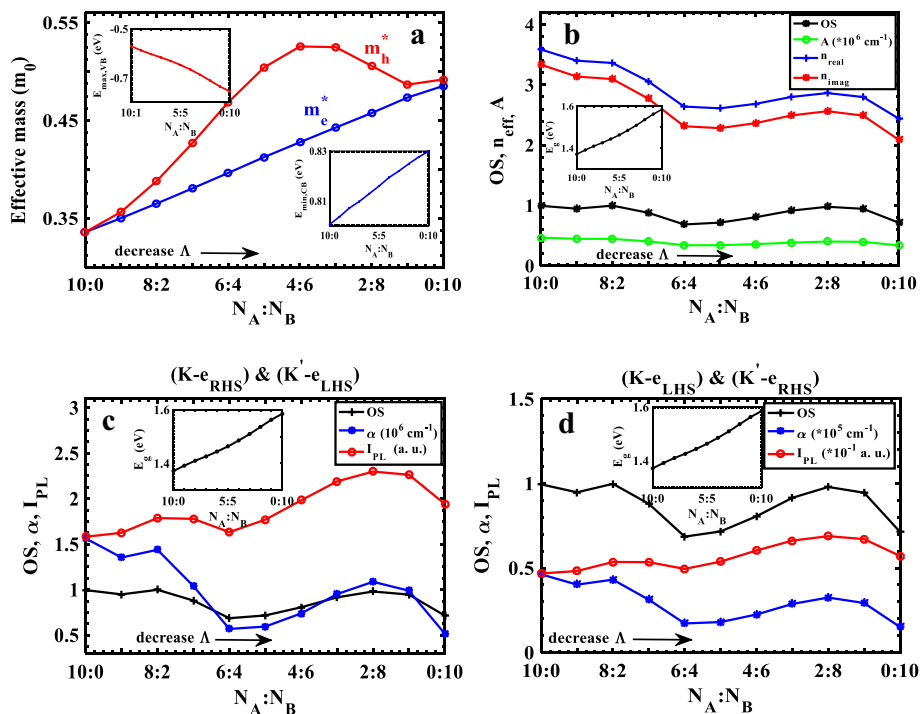 a
0.55
0.45
0.35
Effective mass (m0)
10:0 8:2 6:4 4:6 2:8 0:10
NA:NB
mh*
me*
decrease Λ
-0.5
-0.7
Emax,VB (eV)
10:1 5:5 0:10
NA:NB
0.83
0.81
Emin,CB (eV)
10:0 5:5 0:10
NA:NB
b
4
3
2
1
0
OS, neff, A
10:0 8:2 6:4 4:6 2:8 0:10
NA:NB
OS
A (*10^6 cm^-1)
nreal
nimag
decrease Λ
1.6
1.4
Eg (eV)
10:0 5:5 0:10
NA:NB
(K-eRHS) & (K'-eLHS)
c
3
2.5
2
1.5
1
0.5
OS, α, IPL
10:0 8:2 6:4 4:6 2:8 0:10
NA:NB
OS
α (10^6 cm^-1)
IPL (a. u.)
decrease Λ
1.6
1.4
Eg (eV)
10:0 5:5 0:10
NA:NB
(K-eLHS) & (K'-eRHS)
d
1.5
1
0.5
0
OS, α, IPL
10:0 8:2 6:4 4:6 2:8 0:10
NA:NB
OS
α (*10^5 cm^-1)
IPL (*10^-1 a. u.)
decrease Λ
1.6
1.4
Eg (eV)
10:0 5:5 0:10
NA:NB